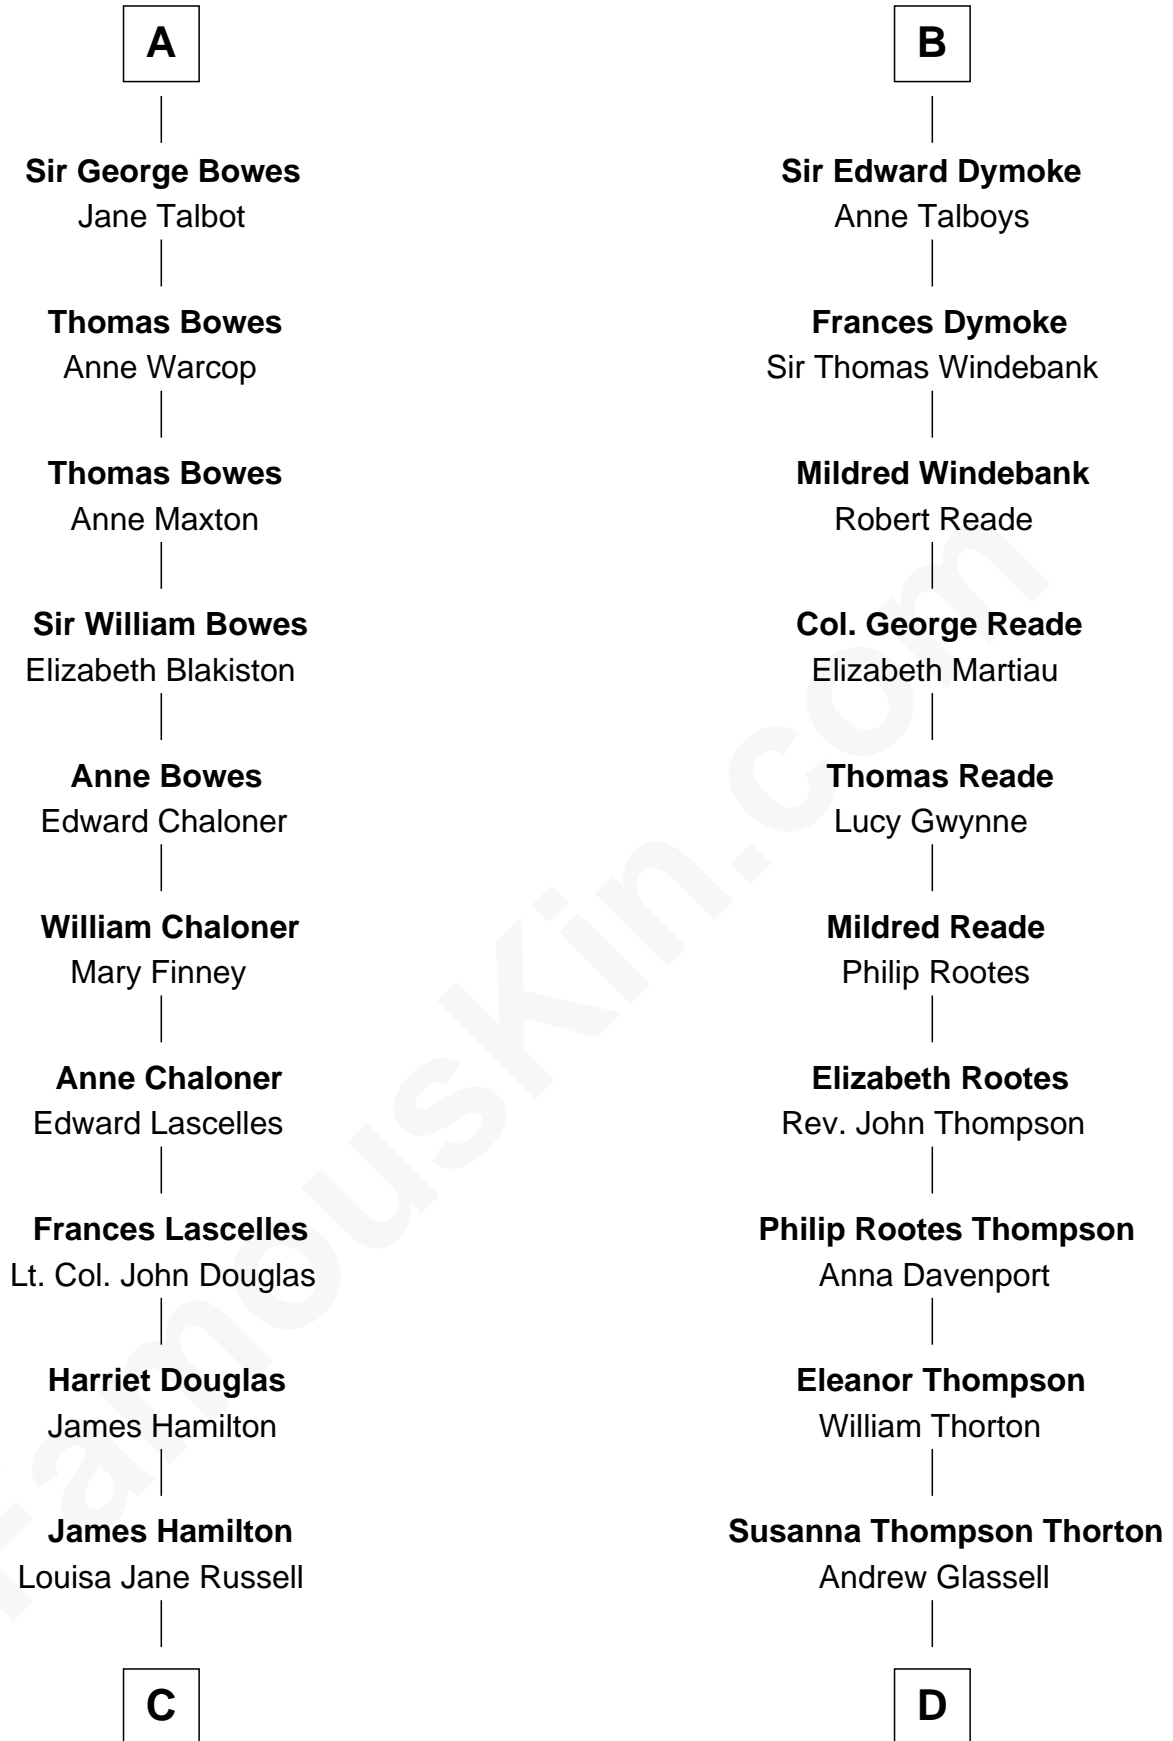 A
Sir George Bowes
Jane Talbot
Thomas Bowes
Anne Warcop
Thomas Bowes
Anne Maxton
Sir William Bowes
Elizabeth Blakiston
Anne Bowes
Edward Chaloner
William Chaloner
Mary Finney
Anne Chaloner
Edward Lascelles
Frances Lascelles
Lt. Col. John Douglas
Harriet Douglas
James Hamilton
James Hamilton
Louisa Jane Russell
C
B
Sir Edward Dymoke
Anne Talboys
Frances Dymoke
Sir Thomas Windebank
Mildred Windebank
Robert Reade
Col. George Reade
Elizabeth Martiau
Thomas Reade
Lucy Gwynne
Mildred Reade
Philip Rootes
Elizabeth Rootes
Rev. John Thompson
Philip Rootes Thompson
Anna Davenport
Eleanor Thompson
William Thorton
Susanna Thompson Thorton
Andrew Glassell
D
FamousKin.com